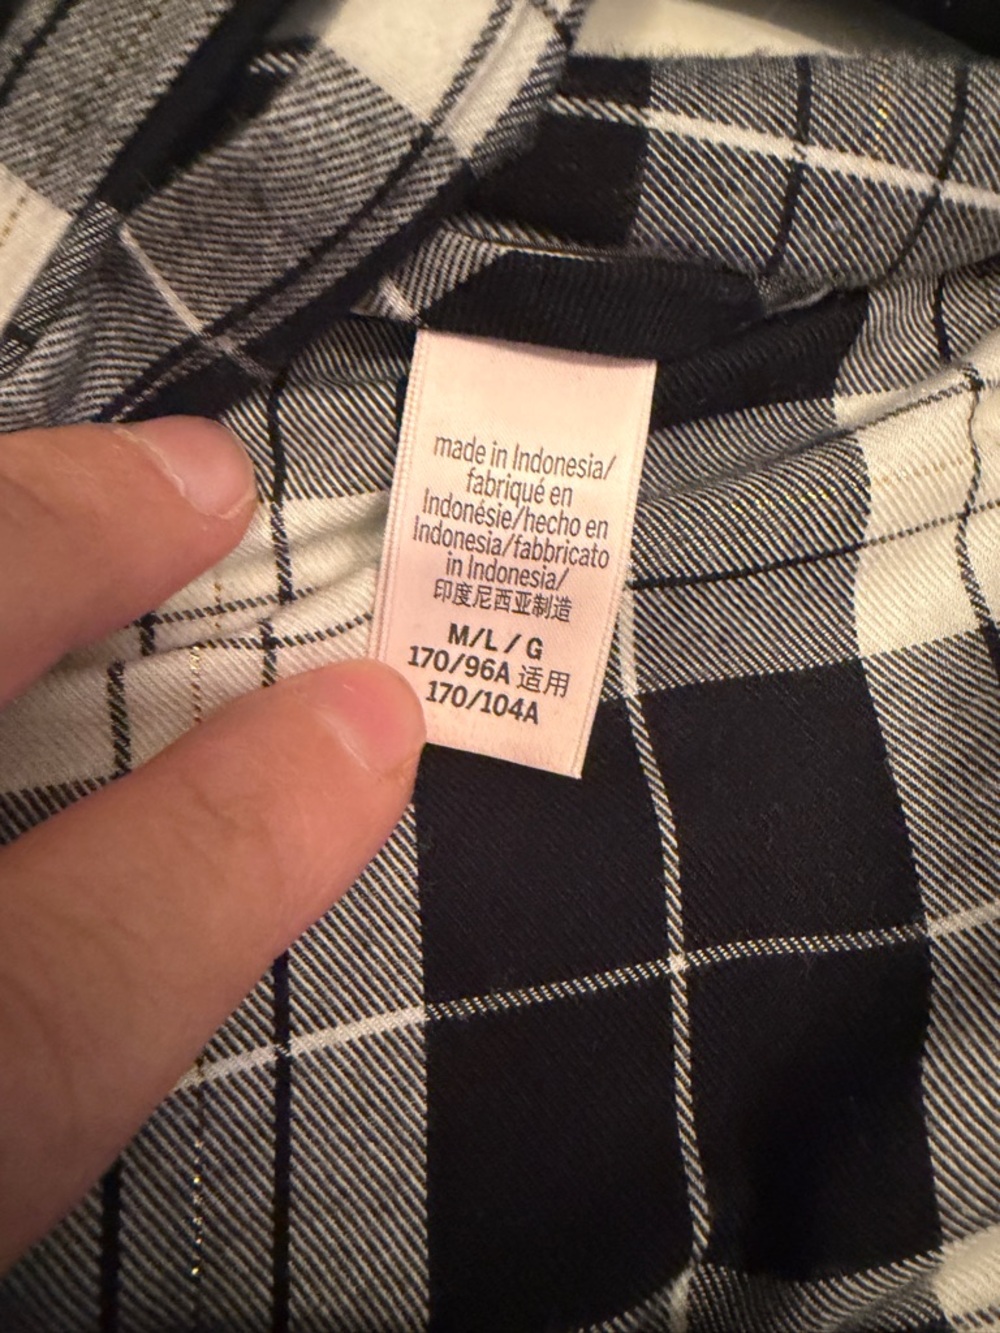 made in Indonesia/
fabriqué en
Indonésie/hecho en
Indonesia/fabbricato
in Indonesia/
印度尼西亚制造
M/L/G
170/96A 适用
170/104A